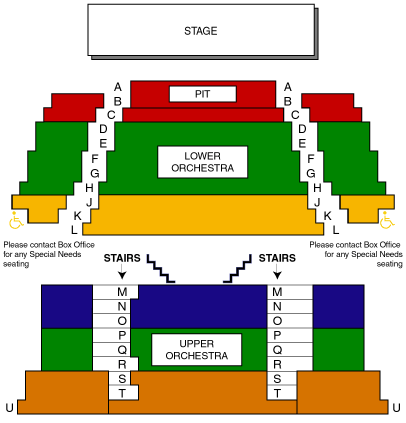 STAGE
A A
B PIT B
C C
D D
E E
F LOWER F
G ORCHESTRA G
H H
J J
K K
L L
Please contact Box Office
for any Special Needs
seating
Please contact Box Office
for any Special Needs
seating
STAIRS STAIRS
M M
N N
O O
P P
Q UPPER Q
R ORCHESTRA R
S S
T T
U U